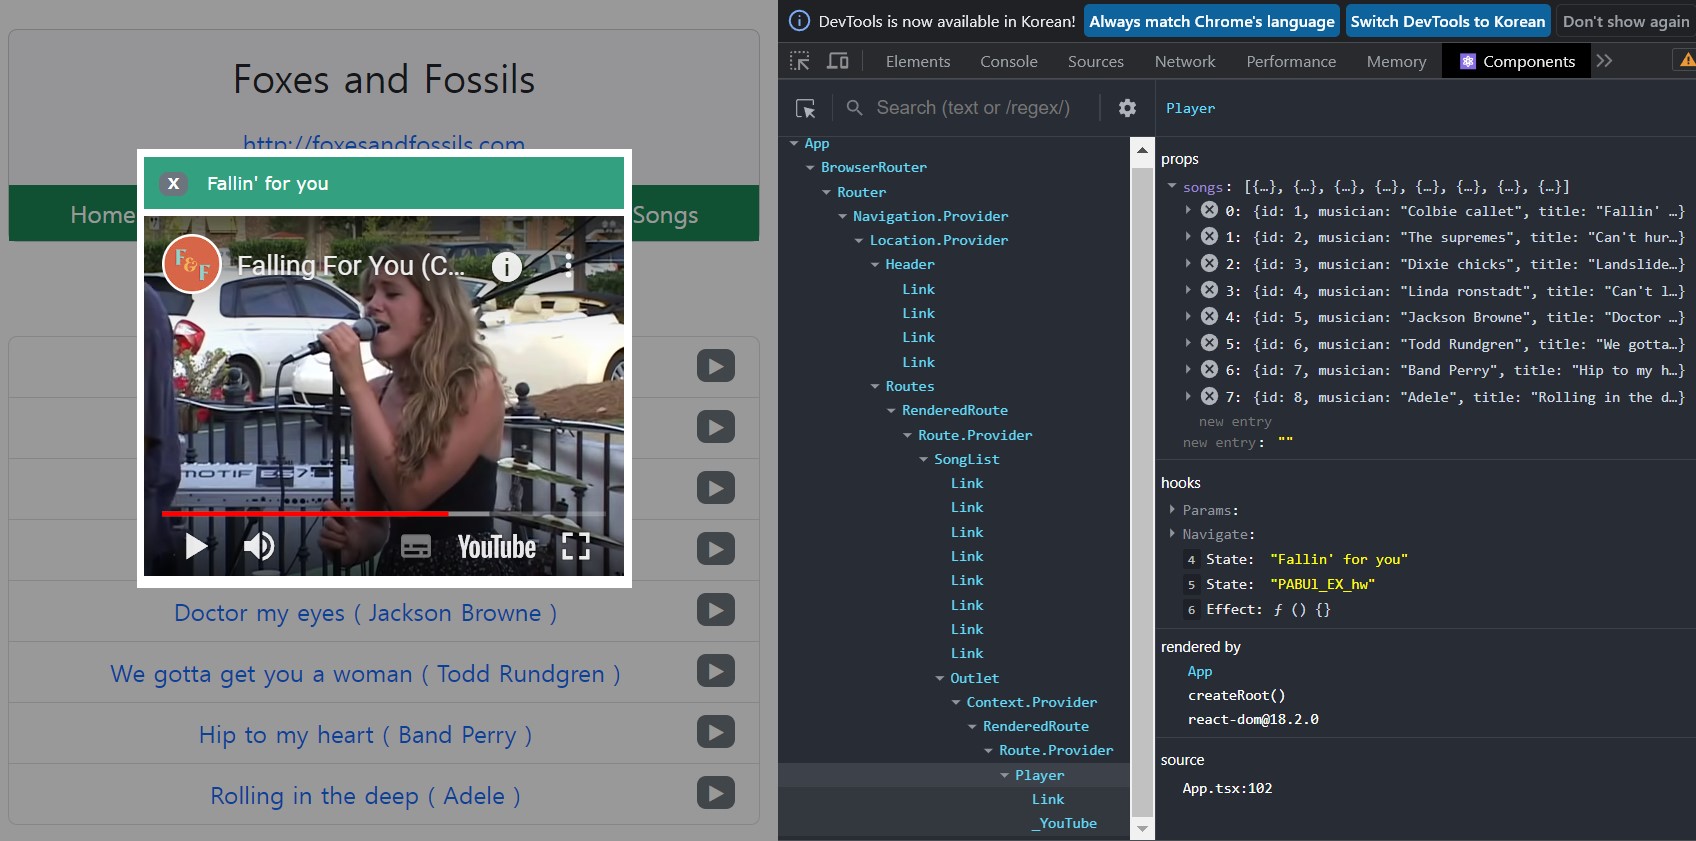 Foxes and Fossils
http://foxesandfossils.com
Home
Songs
X Fallin' for you
F&F
Falling For You (C...
i
MOTIF ES7
YouTube
Doctor my eyes ( Jackson Browne )
We gotta get you a woman ( Todd Rundgren )
Hip to my heart ( Band Perry )
Rolling in the deep ( Adele )
DevTools is now available in Korean! Always match Chrome's language Switch DevTools to Korean Don't show again
Elements Console Sources Network Performance Memory Components
Search (text or /regex/)
App
BrowserRouter
Router
Navigation.Provider
Location.Provider
Header
Link
Link
Link
Link
Routes
RenderedRoute
Route.Provider
SongList
Link
Link
Link
Link
Link
Link
Link
Link
Outlet
Context.Provider
RenderedRoute
Route.Provider
Player
Link
_YouTube
Player
props
songs: [{…}, {…}, {…}, {…}, {…}, {…}, {…}, {…}]
0: {id: 1, musician: "Colbie callet", title: "Fallin' …}
1: {id: 2, musician: "The supremes", title: "Can't hur…}
2: {id: 3, musician: "Dixie chicks", title: "Landslide…}
3: {id: 4, musician: "Linda ronstadt", title: "Can't l…}
4: {id: 5, musician: "Jackson Browne", title: "Doctor …}
5: {id: 6, musician: "Todd Rundgren", title: "We gotta…}
6: {id: 7, musician: "Band Perry", title: "Hip to my h…}
7: {id: 8, musician: "Adele", title: "Rolling in the d…}
new entry
new entry: ""
hooks
Params:
Navigate:
4 State: "Fallin' for you"
5 State: "PABUl_EX_hw"
6 Effect: ƒ () {}
rendered by
App
createRoot()
react-dom@18.2.0
source
App.tsx:102